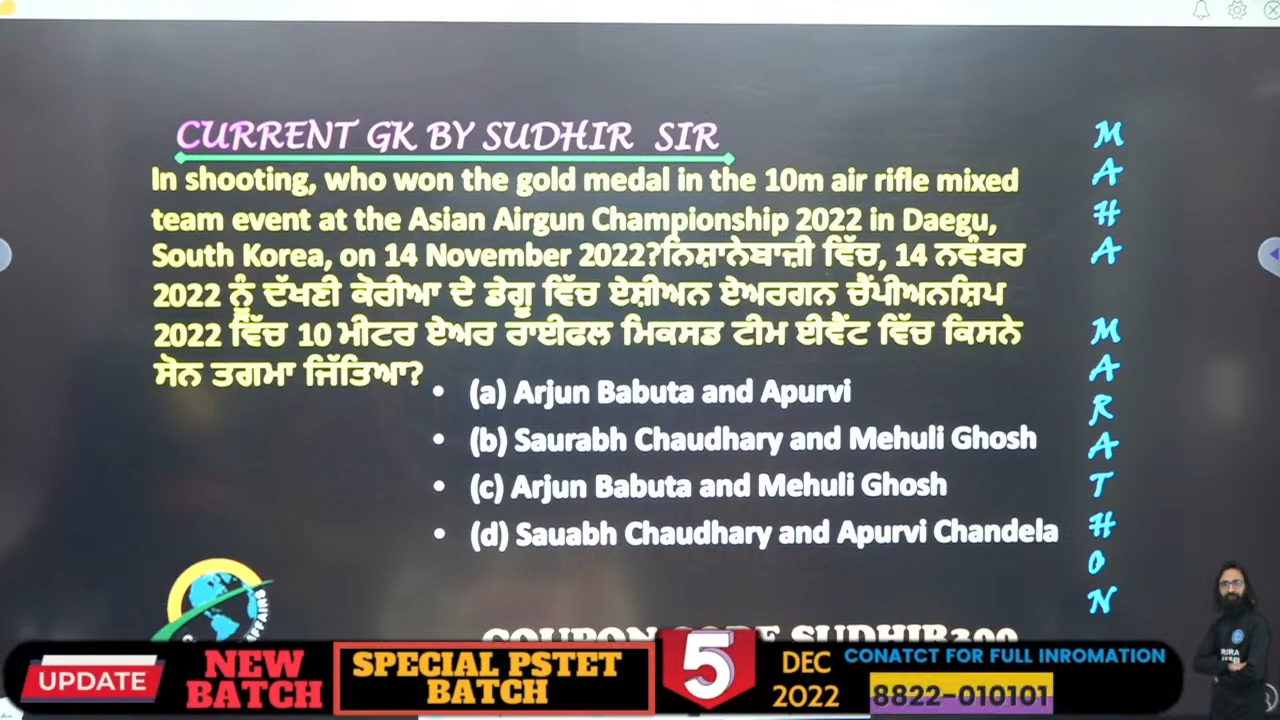 CURRENT GK BY SUDHIR SIR
In shooting, who won the gold medal in the 10m air rifle mixed
team event at the Asian Airgun Championship 2022 in Daegu,
South Korea, on 14 November 2022?ਨਿਸ਼ਾਨੇਬਾਜ਼ੀ ਵਿੱਚ, 14 ਨਵੰਬਰ
2022 ਨੂੰ ਦੱਖਣੀ ਕੋਰੀਆ ਦੇ ਡੇਗੂ ਵਿੱਚ ਏਸ਼ੀਅਨ ਏਅਰਗਨ ਚੈਂਪੀਅਨਸ਼ਿਪ
2022 ਵਿੱਚ 10 ਮੀਟਰ ਏਅਰ ਰਾਈਫਲ ਮਿਕਸਡ ਟੀਮ ਈਵੈਂਟ ਵਿੱਚ ਕਿਸਨੇ
ਸੋਨ ਤਗਮਾ ਜਿੱਤਿਆ?
• (a) Arjun Babuta and Apurvi
• (b) Saurabh Chaudhary and Mehuli Ghosh
• (c) Arjun Babuta and Mehuli Ghosh
• (d) Sauabh Chaudhary and Apurvi Chandela
MAHA MARATHON
COUPON CODE SUDHIR200
UPDATE
NEW
BATCH
SPECIAL PSTET
BATCH
5
DEC
2022
CONATCT FOR FULL INROMATION
8822-010101